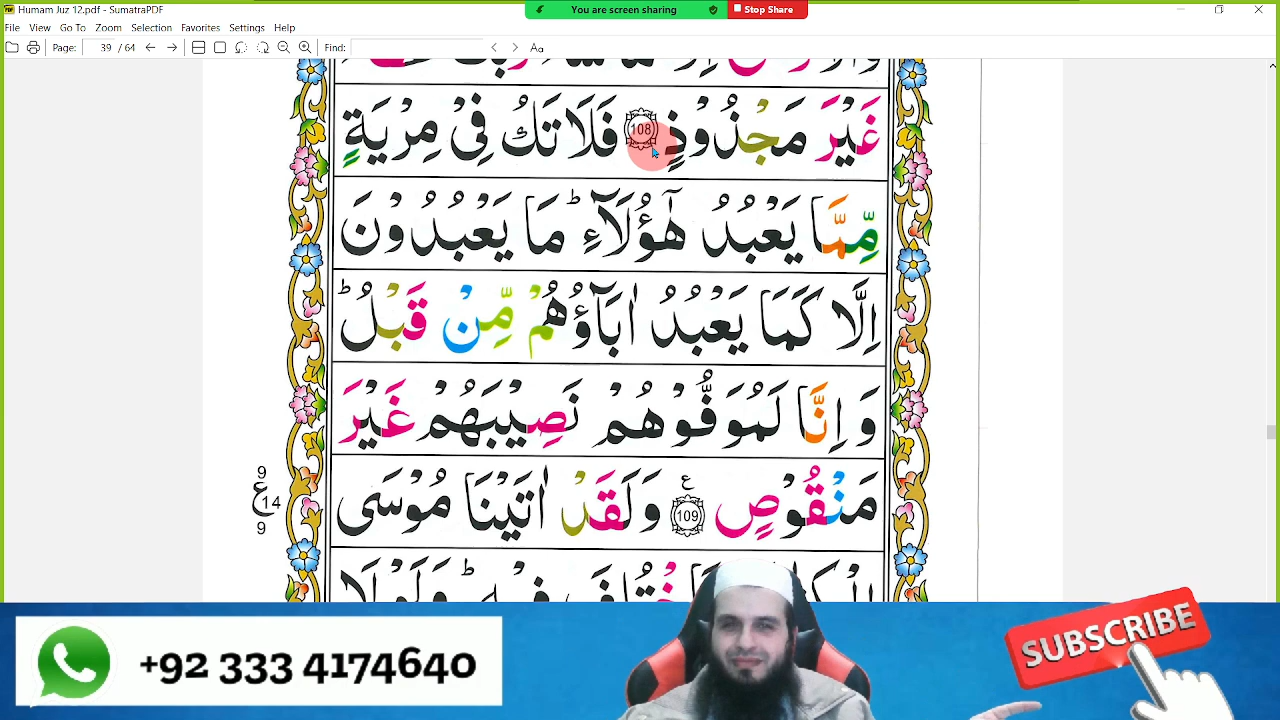 Humam Juz 12.pdf - SumatraPDF
You are screen sharing
Stop Share
File View Go To Zoom Selection Favorites Settings Help
Page: 39 / 64 Find: Aa
غَيْرَ مَجْذُوْذٍ 108 فَلَا تَكُ فِيْ مِرْيَةٍ
مِّمَّا يَعْبُدُ هٰٓؤُلَآءِ ؕ مَا يَعْبُدُوْنَ
اِلَّا كَمَا يَعْبُدُ اٰبَآؤُهُمْ مِّنْ قَبْلُ ؕ
وَ اِنَّا لَمُوَفُّوْهُمْ نَصِيْبَهُمْ غَيْرَ
مَنْقُوْصٍ 109 ع وَلَقَدْ اٰتَيْنَا مُوْسَى
9
ع 14
9
+92 333 4174640
SUBSCRIBE